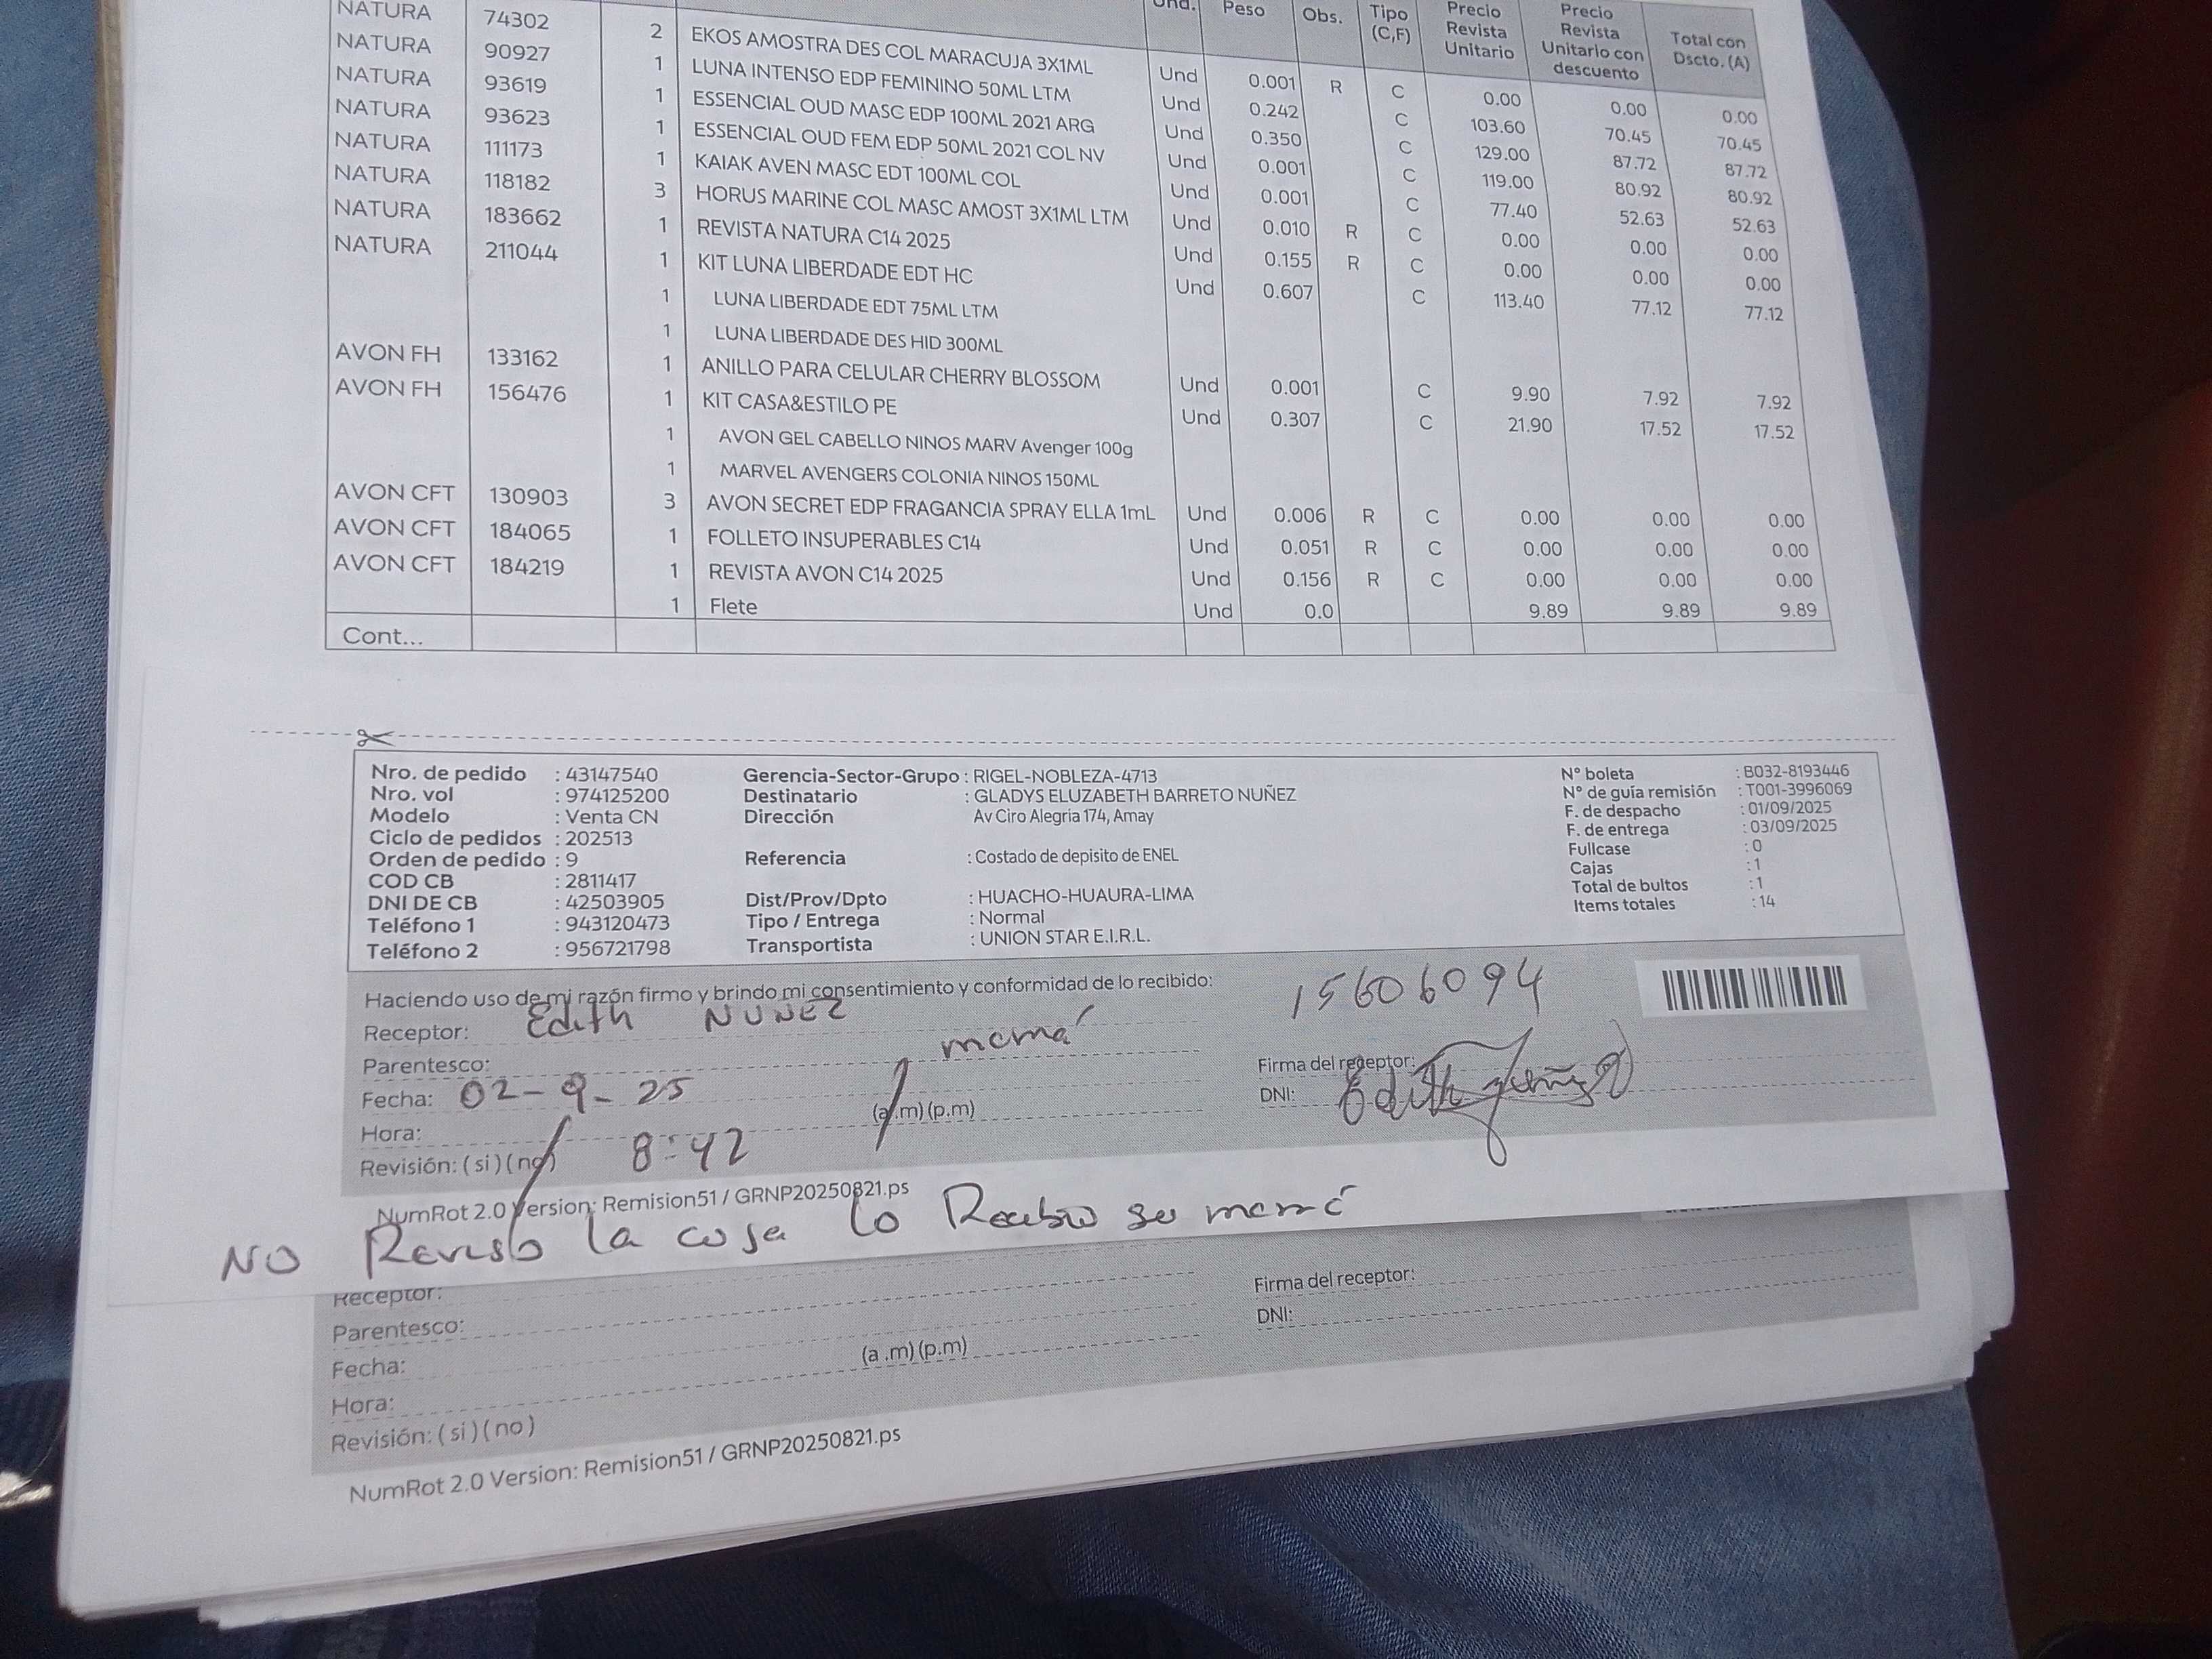 Und. Peso Obs. Tipo (C,F) Precio Revista Unitario Precio Revista Unitario con descuento Total con Dscto. (A)
NATURA 74302 2 EKOS AMOSTRA DES COL MARACUJA 3X1ML Und 0.001 R C 0.00 0.00 0.00
NATURA 90927 1 LUNA INTENSO EDP FEMININO 50ML LTM Und 0.242 C 103.60 70.45 70.45
NATURA 93619 1 ESSENCIAL OUD MASC EDP 100ML 2021 ARG Und 0.350 C 129.00 87.72 87.72
NATURA 93623 1 ESSENCIAL OUD FEM EDP 50ML 2021 COL NV Und 0.001 C 119.00 80.92 80.92
NATURA 111173 1 KAIAK AVEN MASC EDT 100ML COL Und 0.001 C 77.40 52.63 52.63
NATURA 118182 3 HORUS MARINE COL MASC AMOST 3X1ML LTM Und 0.010 R C 0.00 0.00 0.00
NATURA 183662 1 REVISTA NATURA C14 2025 Und 0.155 R C 0.00 0.00 0.00
NATURA 211044 1 KIT LUNA LIBERDADE EDT HC Und 0.607 C 113.40 77.12 77.12
1 LUNA LIBERDADE EDT 75ML LTM
1 LUNA LIBERDADE DES HID 300ML
AVON FH 133162 1 ANILLO PARA CELULAR CHERRY BLOSSOM Und 0.001 C 9.90 7.92 7.92
AVON FH 156476 1 KIT CASA&ESTILO PE Und 0.307 C 21.90 17.52 17.52
1 AVON GEL CABELLO NINOS MARV Avenger 100g
1 MARVEL AVENGERS COLONIA NINOS 150ML
AVON CFT 130903 3 AVON SECRET EDP FRAGANCIA SPRAY ELLA 1mL Und 0.006 R C 0.00 0.00 0.00
AVON CFT 184065 1 FOLLETO INSUPERABLES C14 Und 0.051 R C 0.00 0.00 0.00
AVON CFT 184219 1 REVISTA AVON C14 2025 Und 0.156 R C 0.00 0.00 0.00
1 Flete Und 0.0 9.89 9.89 9.89
Cont...
Nro. de pedido : 43147540 Gerencia-Sector-Grupo : RIGEL-NOBLEZA-4713 N° boleta : B032-8193446
Nro. vol : 974125200 Destinatario : GLADYS ELUZABETH BARRETO NUÑEZ N° de guía remisión : T001-3996069
Modelo : Venta CN Dirección Av Ciro Alegria 174, Amay F. de despacho : 01/09/2025
Ciclo de pedidos : 202513 F. de entrega : 03/09/2025
Orden de pedido : 9 Referencia : Costado de depisito de ENEL Fullcase : 0
COD CB : 2811417 Cajas : 1
DNI DE CB : 42503905 Dist/Prov/Dpto : HUACHO-HUAURA-LIMA Total de bultos : 1
Teléfono 1 : 943120473 Tipo / Entrega : Normal Items totales : 14
Teléfono 2 : 956721798 Transportista : UNION STAR E.I.R.L.
Haciendo uso de mi razón firmo y brindo mi consentimiento y conformidad de lo recibido: 15606094
Receptor: Edith NUÑEZ
Parentesco: mamá Firma del receptor:
Fecha: 02-9-25 (a.m) (p.m) DNI: Edith Nuñez
Hora: 8:42
Revisión: (si) (no)
NumRot 2.0 Version: Remision51 / GRNP20250821.ps
NO Reviso la cosa lo Recibio su mamá
Receptor: Firma del receptor:
Parentesco: DNI:
Fecha: (a .m) (p.m)
Hora:
Revisión: (si) (no)
NumRot 2.0 Version: Remision51 / GRNP20250821.ps